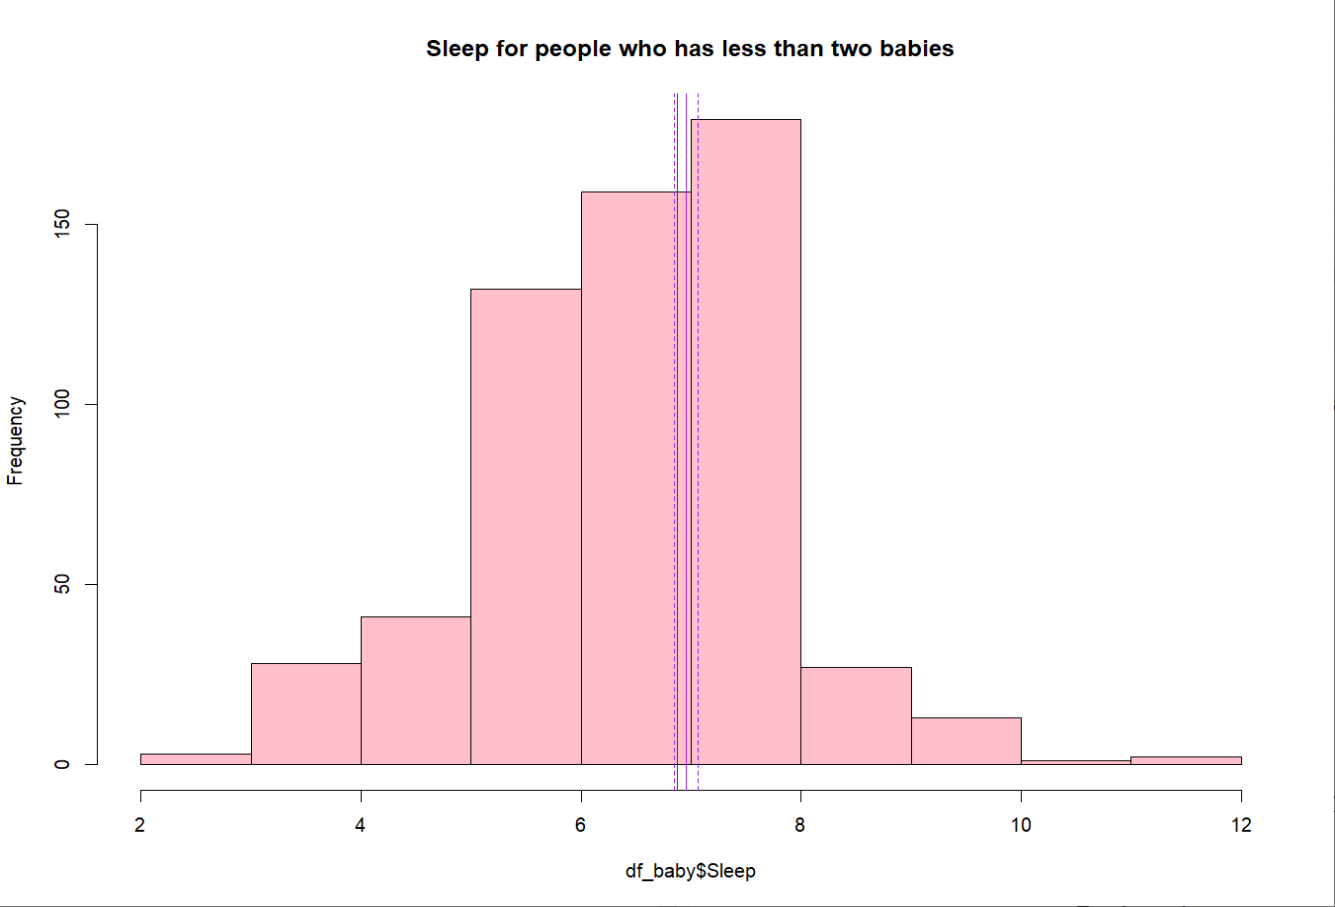 Sleep for people who has less than two babies
150
100
50
0
Frequency
2 4 6 8 10 12
df_baby$Sleep